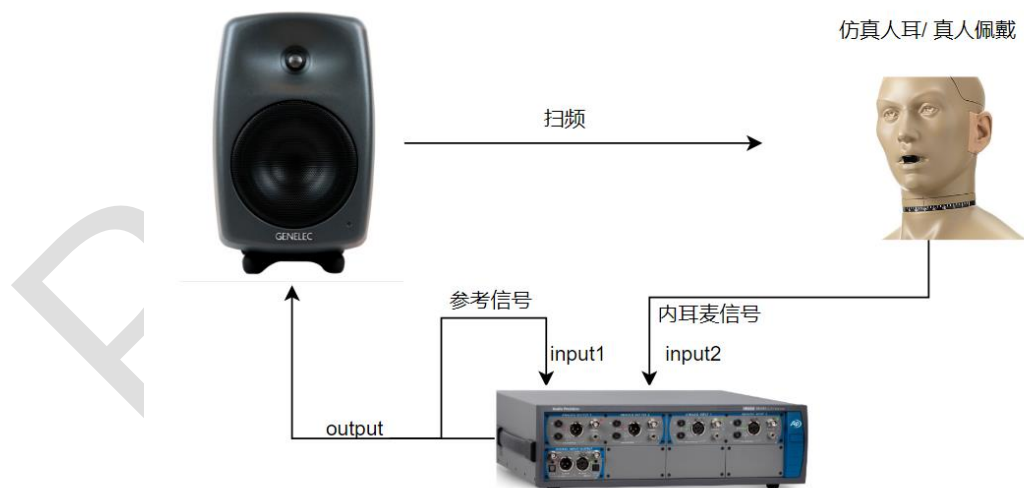 仿真人耳/ 真人佩戴
扫频
GENELEC
参考信号
内耳麦信号
input1
input2
output